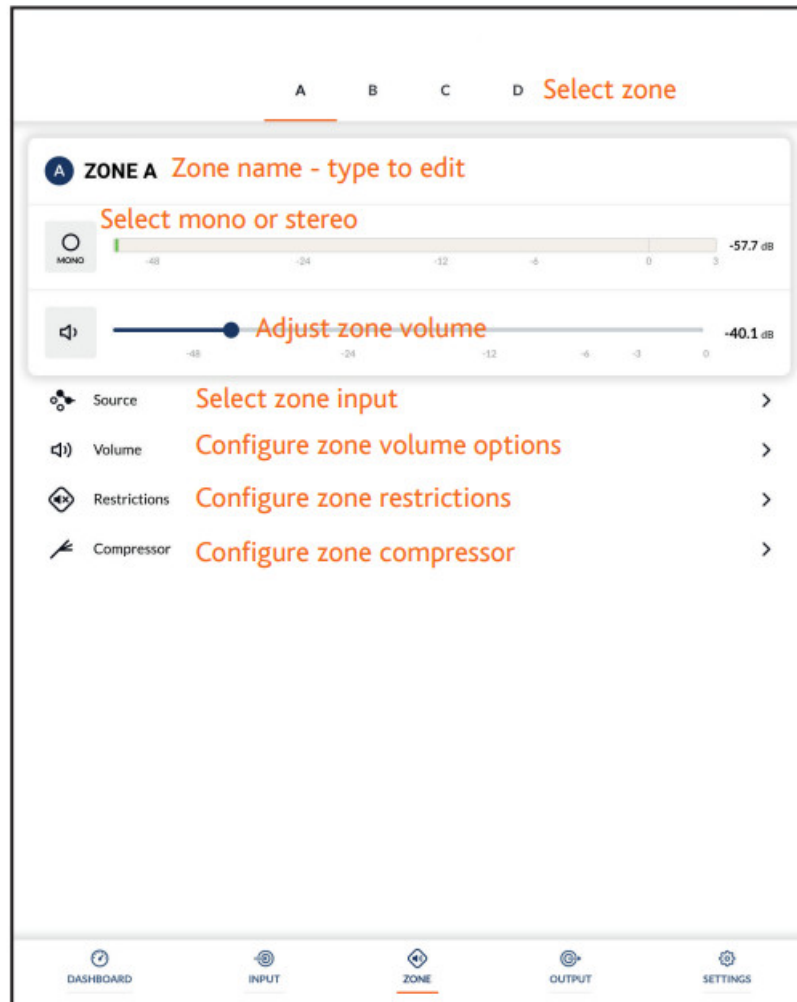 A B C D Select zone
A ZONE A Zone name - type to edit
Select mono or stereo
MONO
-57.7 dB
-48 -24 -12 -6 0 3
Adjust zone volume
-40.1 dB
-48 -24 -12 -6 -3 0
Source Select zone input
Volume Configure zone volume options
Restrictions Configure zone restrictions
Compressor Configure zone compressor
DASHBOARD INPUT ZONE OUTPUT SETTINGS